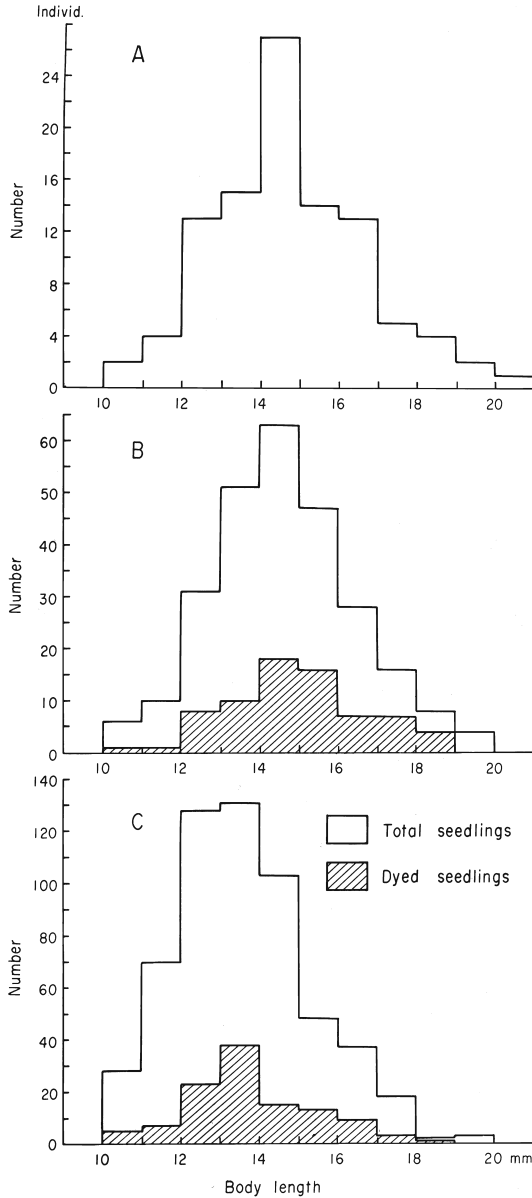 Individ.
A
24
20
16
12
8
4
0
Number
10 12 14 16 18 20
B
60
50
40
30
20
10
0
Number
10 12 14 16 18 20
140
C
120
100
80
60
40
20
0
Number
Total seedlings
Dyed seedlings
10 12 14 16 18 20 mm
Body length